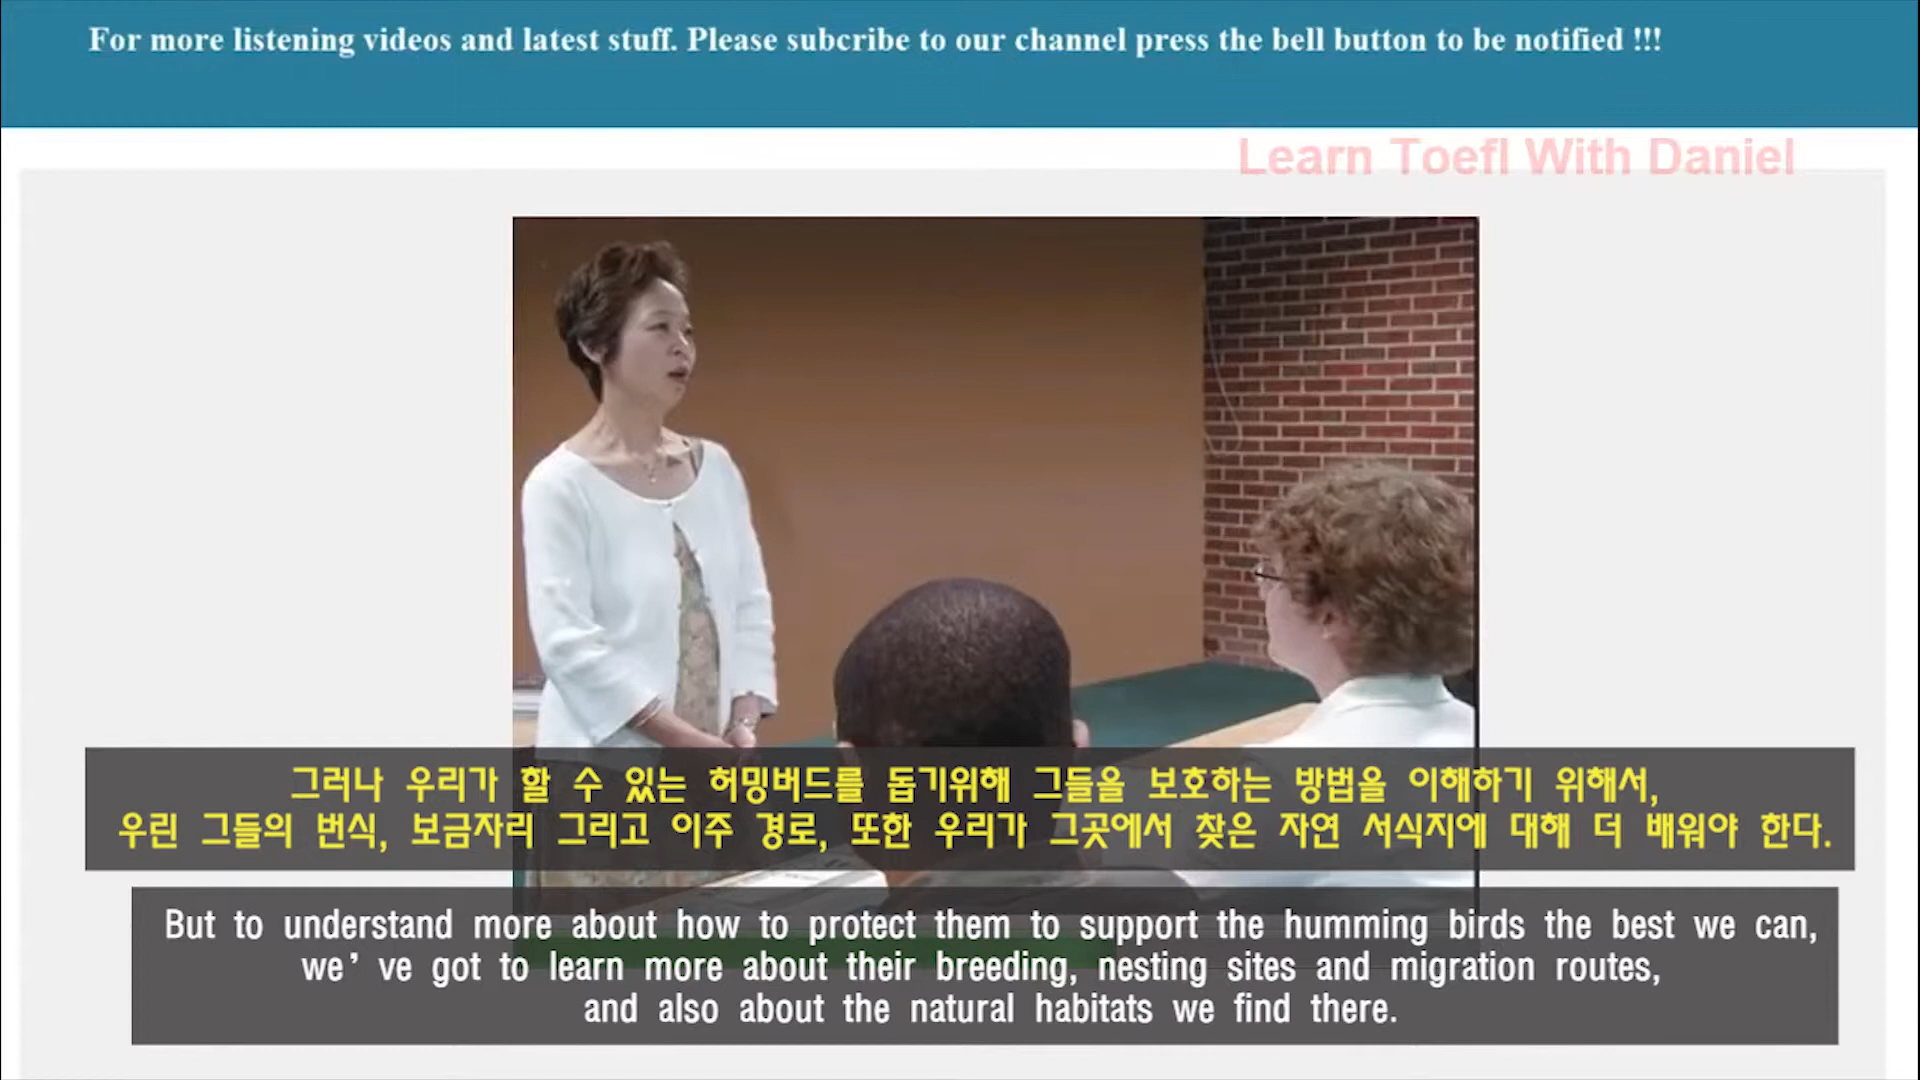 For more listening videos and latest stuff. Please subcribe to our channel press the bell button to be notified !!!
Learn Toefl With Daniel
그러나 우리가 할 수 있는 허밍버드를 돕기위해 그들을 보호하는 방법을 이해하기 위해서,
우린 그들의 번식, 보금자리 그리고 이주 경로, 또한 우리가 그곳에서 찾은 자연 서식지에 대해 더 배워야 한다.
But to understand more about how to protect them to support the humming birds the best we can,
we've got to learn more about their breeding, nesting sites and migration routes,
and also about the natural habitats we find there.